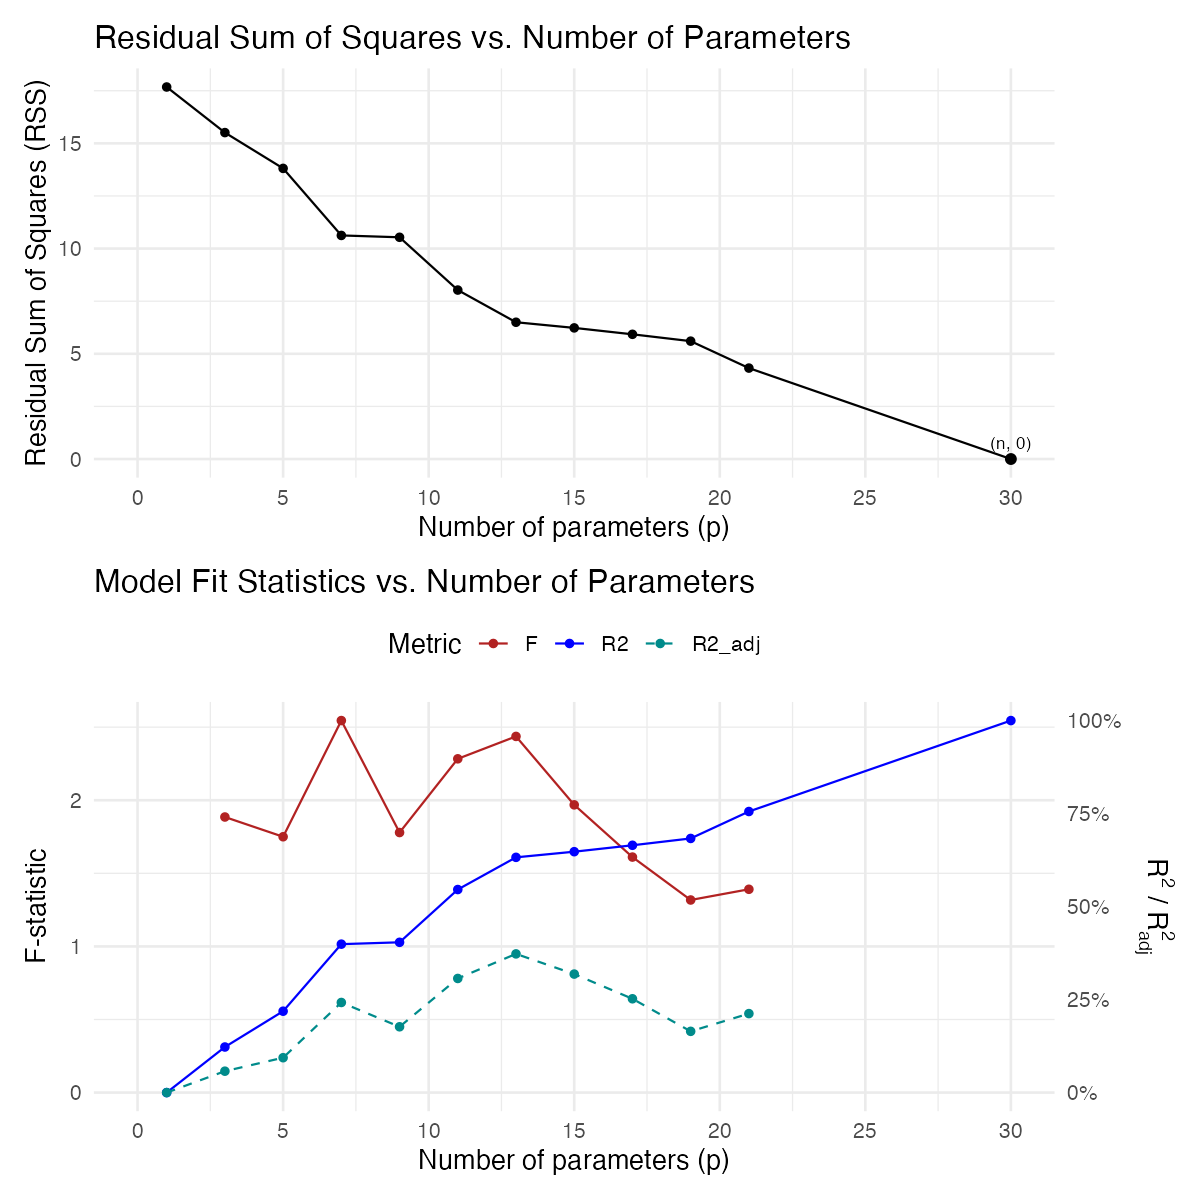 Residual Sum of Squares vs. Number of Parameters
Residual Sum of Squares (RSS)
15
10
5
0
(n, 0)
0 5 10 15 20 25 30
Number of parameters (p)
Model Fit Statistics vs. Number of Parameters
Metric F R2 R2_adj
F-statistic
2
1
0
100%
75%
50%
25%
0%
R² / R²adj
0 5 10 15 20 25 30
Number of parameters (p)